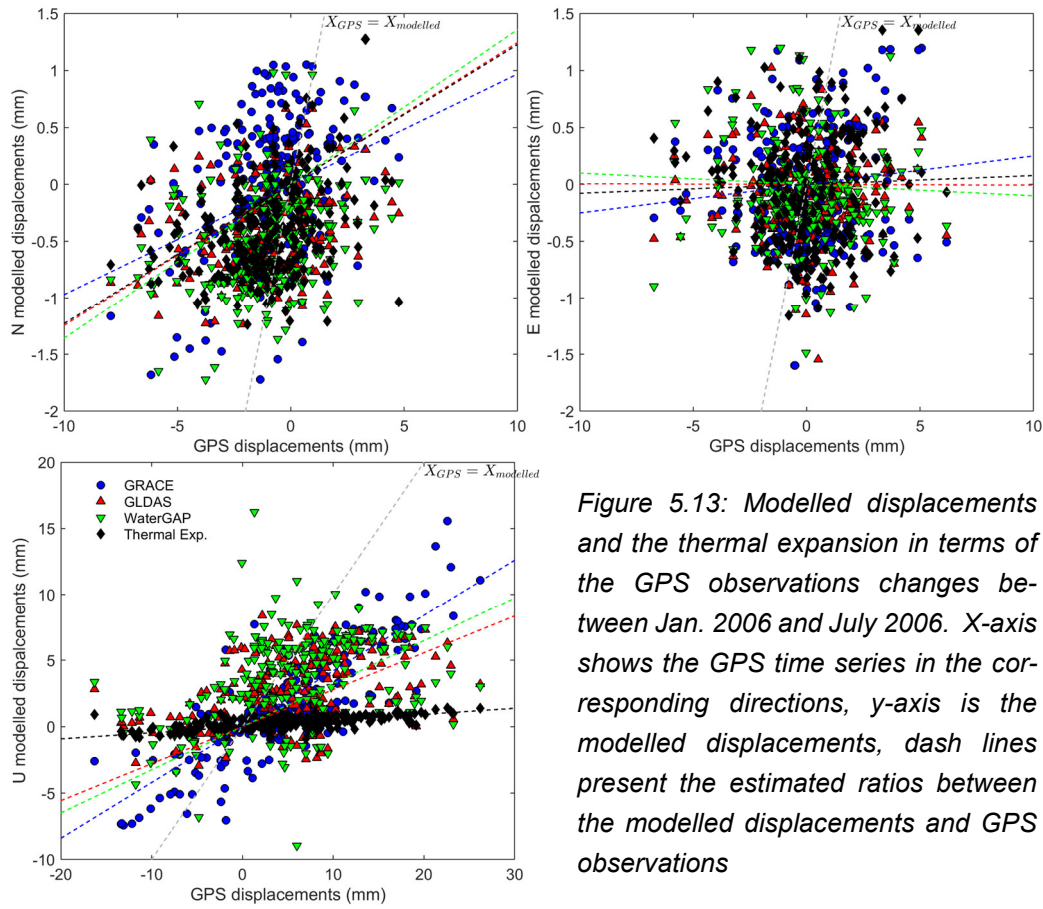 X_GPS = X_modelled
1.5
1
0.5
0
-0.5
-1
-1.5
-2
N modelled dispalcements (mm)
-10 -5 0 5 10
GPS displacements (mm)
X_GPS = X_modelled
1.5
1
0.5
0
-0.5
-1
-1.5
-2
E modelled dispalcements (mm)
-10 -5 0 5 10
GPS displacements (mm)
X_GPS = X_modelled
20
15
10
5
0
-5
-10
U modelled dispalcements (mm)
GRACE
GLDAS
WaterGAP
Thermal Exp.
-20 -10 0 10 20 30
GPS displacements (mm)
Figure 5.13: Modelled displacements
and the thermal expansion in terms of
the GPS observations changes be-
tween Jan. 2006 and July 2006. X-axis
shows the GPS time series in the cor-
responding directions, y-axis is the
modelled displacements, dash lines
present the estimated ratios between
the modelled displacements and GPS
observations